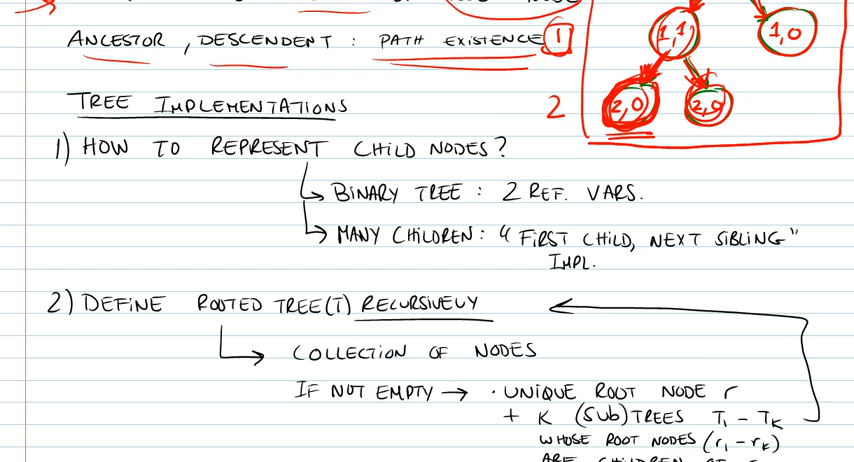 ANCESTOR, DESCENDENT : PATH EXISTENCE 1
1,1 1,0
2 2,0 2,0
TREE IMPLEMENTATIONS
1) HOW TO REPRESENT CHILD NODES?
BINARY TREE : 2 REF. VARS.
MANY CHILDREN : "FIRST CHILD, NEXT SIBLING"
IMPL.
2) DEFINE ROOTED TREE(T) RECURSIVELY
COLLECTION OF NODES
IF NOT EMPTY → · UNIQUE ROOT NODE r
+ K (SUB)TREES T1 - TK
WHOSE ROOT NODES (r1 - rK)
ARE CHILDREN OF